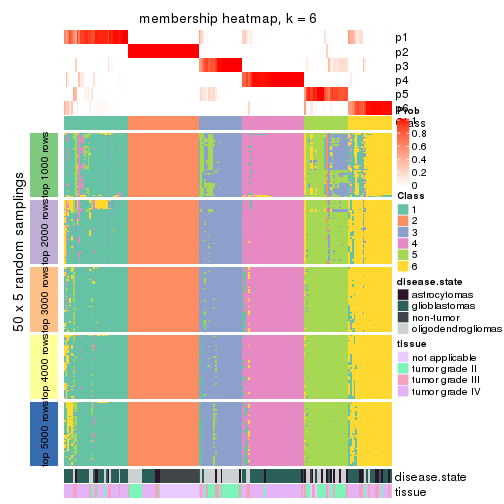 membership heatmap, k = 6
p1
p2
p3
p4
p5
p6
Prob
1
0.8
0.6
0.4
0.2
0
Class
Class
1
2
3
4
5
6
disease.state
astrocytomas
glioblastomas
non-tumor
oligodendrogliomas
tissue
not applicable
tumor grade II
tumor grade III
tumor grade IV
50 x 5 random samplings
top 1000 rows
top 2000 rows
top 3000 rows
top 4000 rows
top 5000 rows
disease.state
tissue